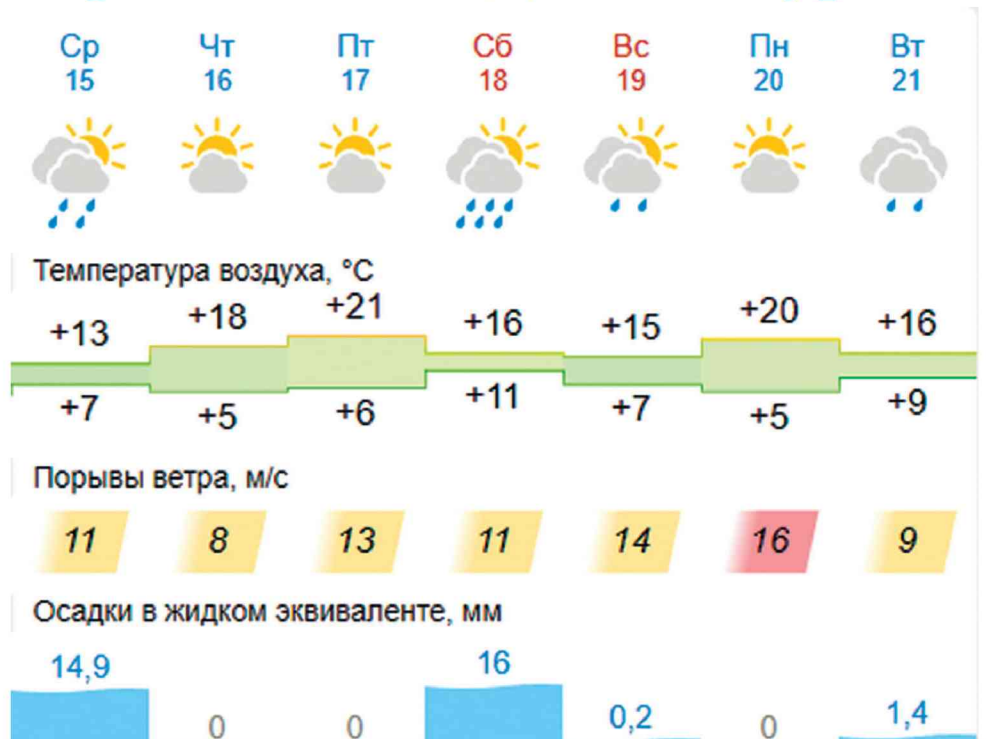 Ср Чт Пт Сб Вс Пн Вт
15 16 17 18 19 20 21
Температура воздуха, °C
+13 +18 +21 +16 +15 +20 +16
+7 +5 +6 +11 +7 +5 +9
Порывы ветра, м/с
11 8 13 11 14 16 9
Осадки в жидком эквиваленте, мм
14,9 0 0 16 0,2 0 1,4